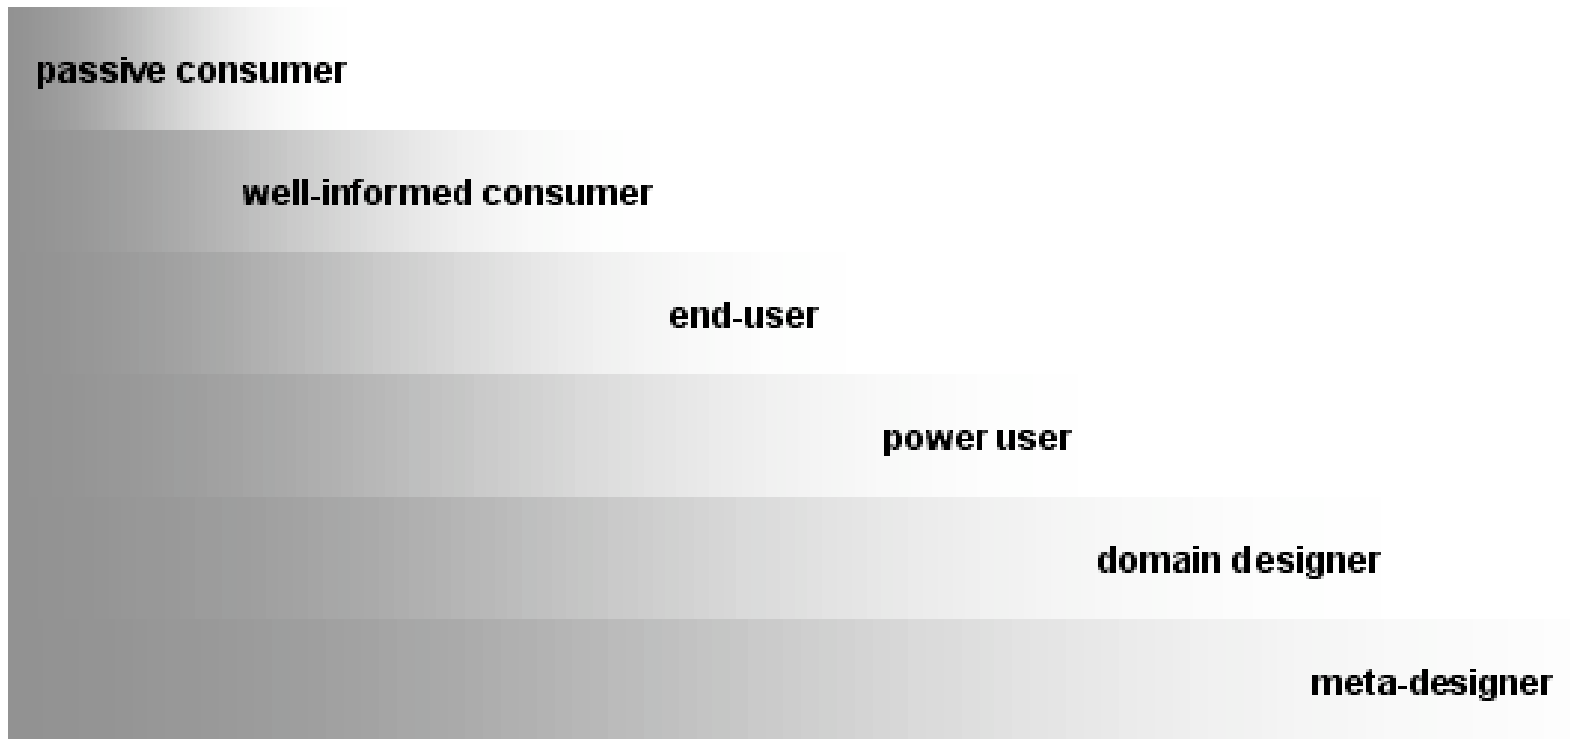 passive consumer
well-informed consumer
end-user
power user
domain designer
meta-designer